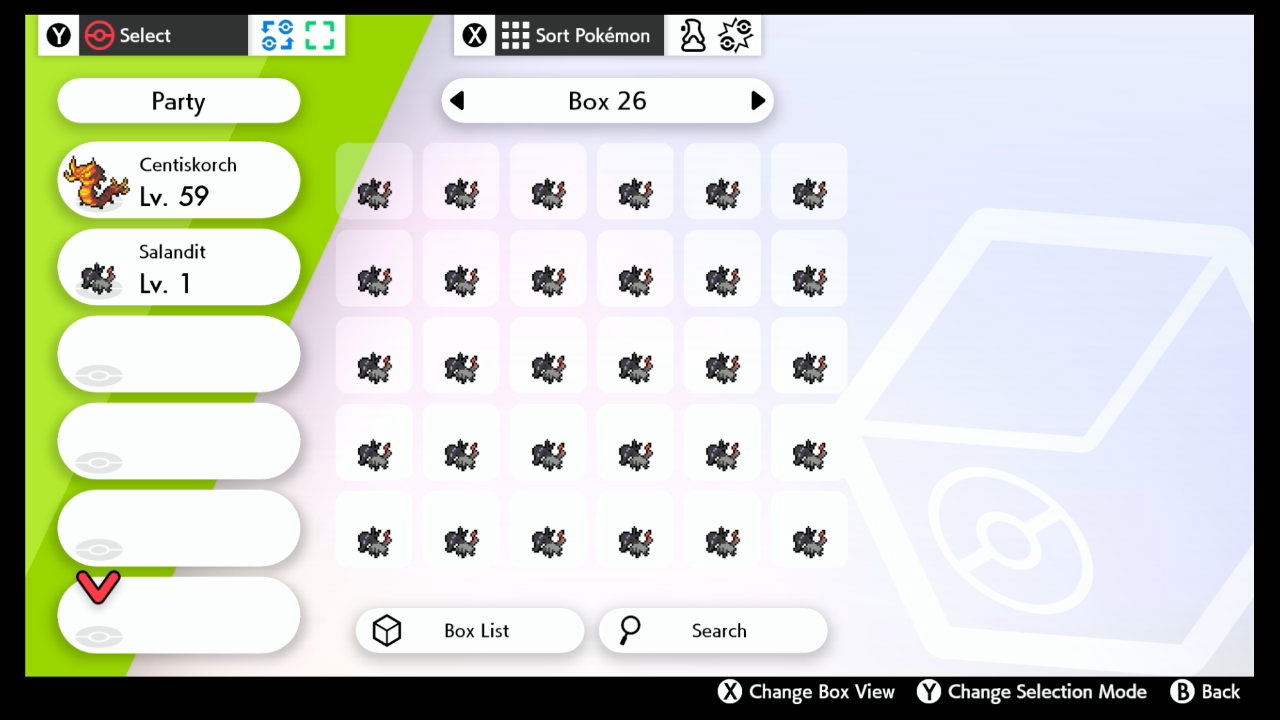 Y Select
X Sort Pokémon
Party
Box 26
Centiskorch
Lv. 59
Salandit
Lv. 1
Box List
Search
X Change Box View Y Change Selection Mode B Back